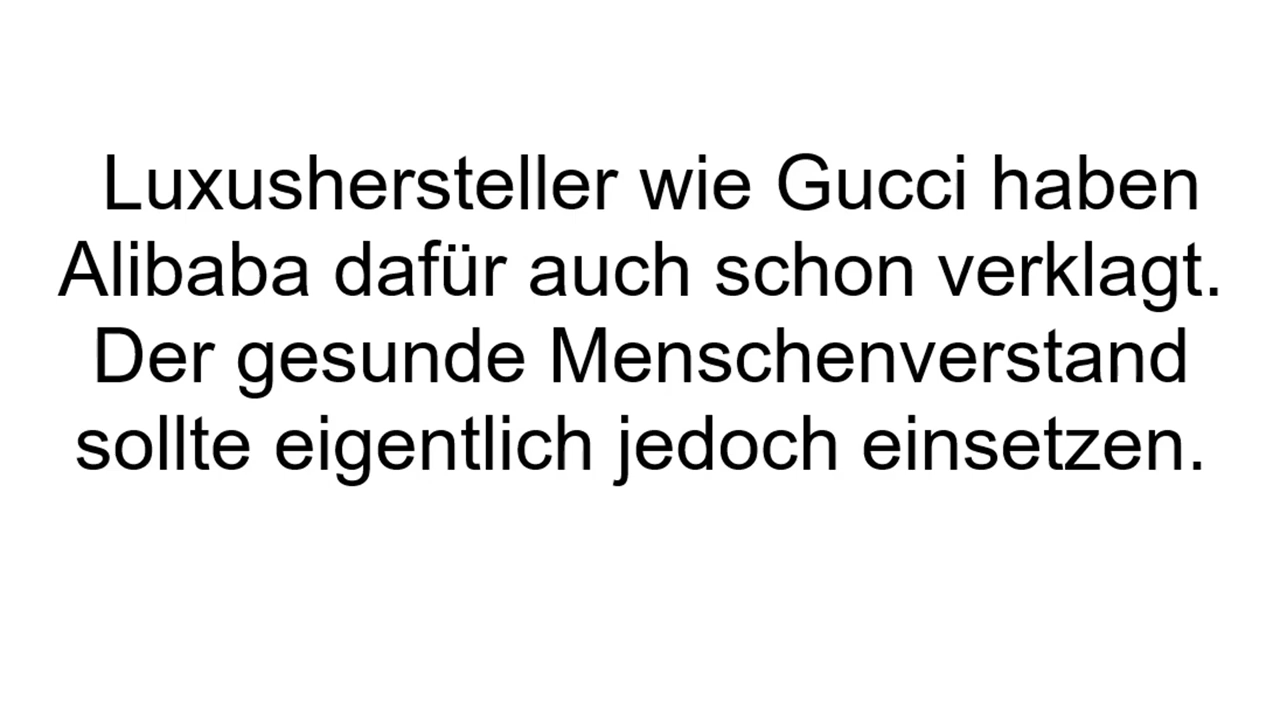 Luxushersteller wie Gucci haben
Alibaba dafür auch schon verklagt.
Der gesunde Menschenverstand
sollte eigentlich jedoch einsetzen.